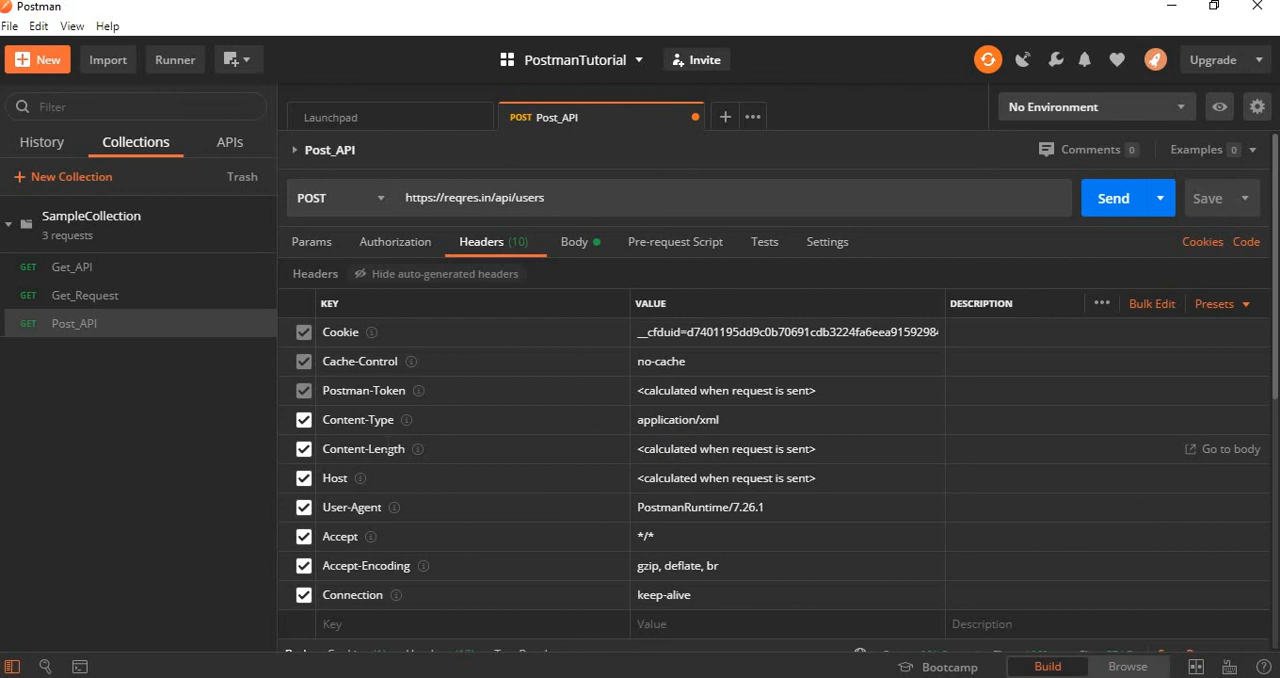 Postman
File Edit View Help
New Import Runner PostmanTutorial Invite Upgrade
Filter
History Collections APIs
New Collection Trash
SampleCollection
3 requests
GET Get_API
GET Get_Request
GET Post_API
Launchpad POST Post_API No Environment
Post_API Comments 0 Examples 0
POST https://reqres.in/api/users Send Save
Params Authorization Headers (10) Body Pre-request Script Tests Settings Cookies Code
Headers Hide auto-generated headers
KEY VALUE DESCRIPTION Bulk Edit Presets
Cookie __cfduid=d7401195dd9c0b70691cdb3224fa6eea9159298
Cache-Control no-cache
Postman-Token <calculated when request is sent>
Content-Type application/xml
Content-Length <calculated when request is sent> Go to body
Host <calculated when request is sent>
User-Agent PostmanRuntime/7.26.1
Accept */*
Accept-Encoding gzip, deflate, br
Connection keep-alive
Key Value Description
Bootcamp Build Browse